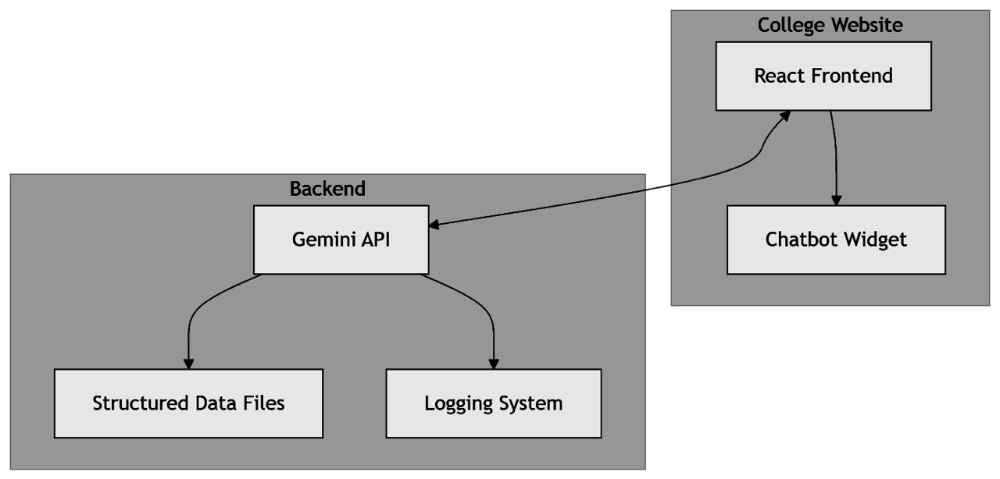 College Website
React Frontend
Backend
Gemini API
Chatbot Widget
Structured Data Files
Logging System